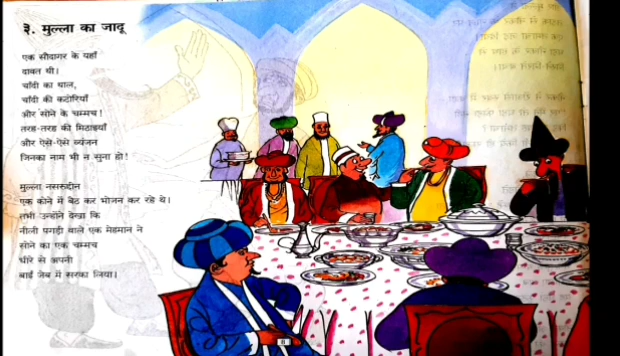 ३. मुल्ला का जादू
एक सौदागर के यहाँ
दावत थी।
चाँदी का थाल,
चाँदी की कटोरियाँ
और सोने के चम्मच!
तरह-तरह की मिठाइयाँ
और ऐसे-ऐसे व्यंजन
जिनका नाम भी न सुना हो!
मुल्ला नसरुद्दीन
एक कोने में बैठ कर भोजन कर रहे थे।
तभी उन्होंने देखा कि
नीली पगड़ी वाले एक मेहमान ने
सोने का एक चम्मच
धीरे से अपनी
बाईं जेब में सरका लिया।